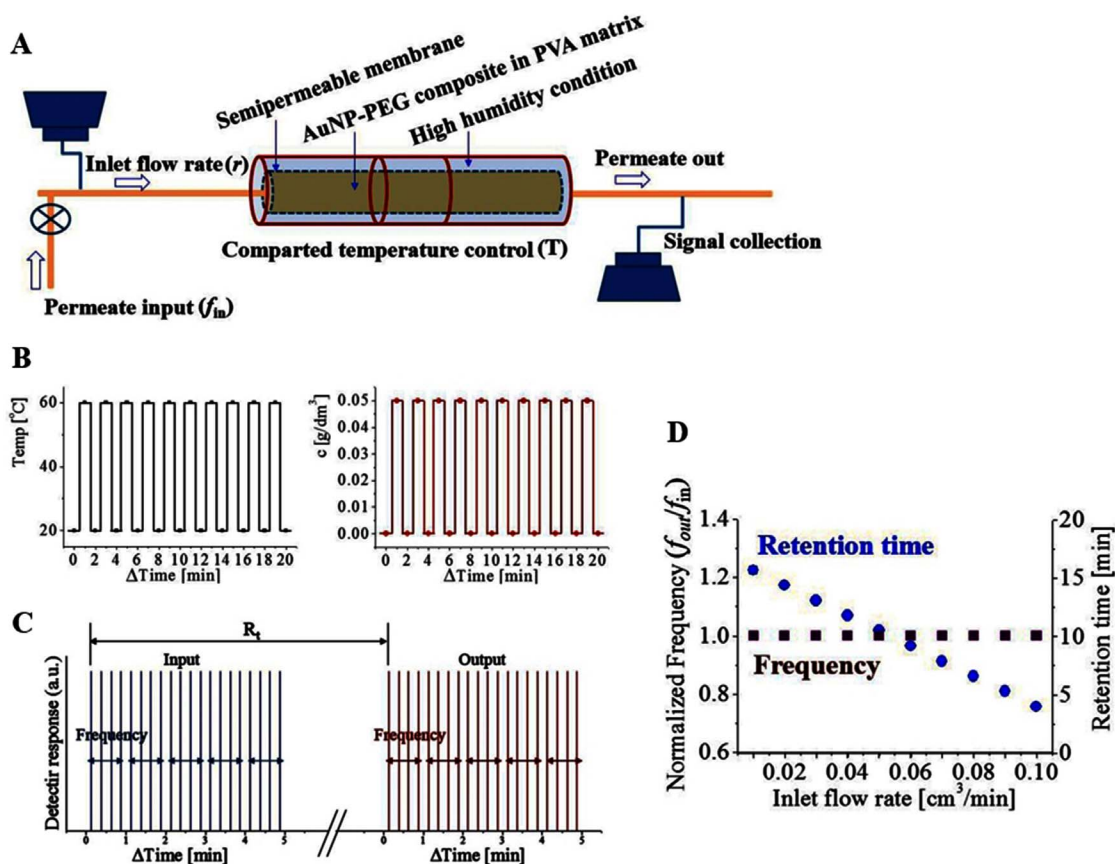 A
Semipermeable membrane
AuNP-PEG composite in PVA matrix
High humidity condition
Inlet flow rate (r)
Permeate out
Comparted temperature control (T)
Signal collection
Permeate input (fin)
B
Temp [°C]
60
40
20
0 2 4 6 8 10 12 14 16 18 20
ΔTime [min]
c [g/dm³]
0.05
0.04
0.03
0.02
0.01
0.00
0 2 4 6 8 10 12 14 16 18 20
ΔTime [min]
C
Rt
Input
Output
Detectir response (a.u.)
Frequency
Frequency
0 1 2 3 4 5
0 1 2 3 4 5
ΔTime [min]
ΔTime [min]
D
Normalized Frequency (fout/fin)
1.4
1.2
1.0
0.8
0.6
Retention time
Frequency
20
15
10
5
0
Retention time [min]
0.02 0.04 0.06 0.08 0.10
Inlet flow rate [cm³/min]